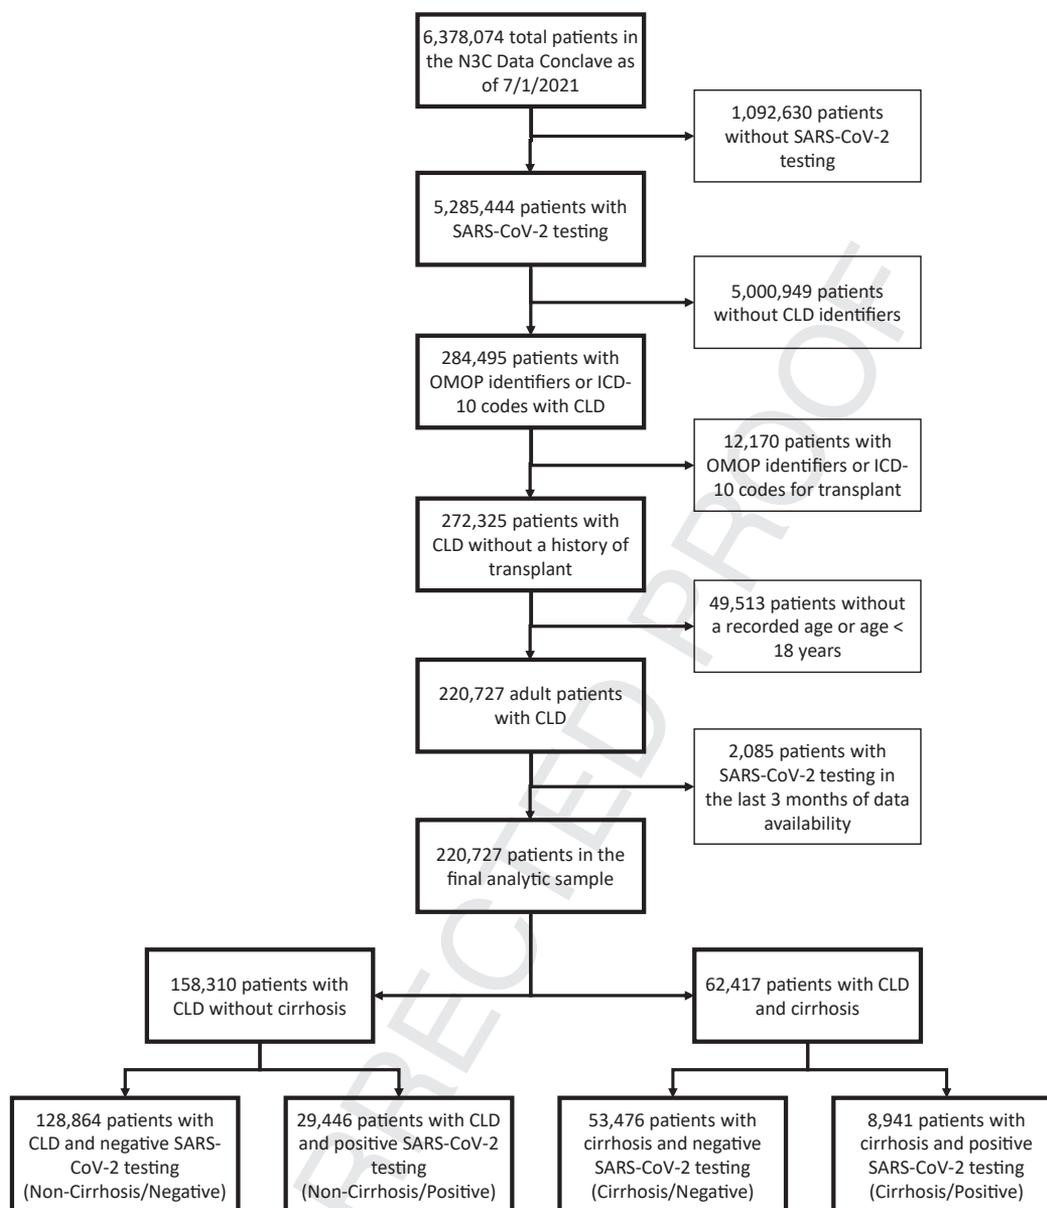 6,378,074 total patients in
the N3C Data Conclave as
of 7/1/2021
1,092,630 patients
without SARS-CoV-2
testing
5,285,444 patients with
SARS-CoV-2 testing
5,000,949 patients
without CLD identifiers
284,495 patients with
OMOP identifiers or ICD-
10 codes with CLD
12,170 patients with
OMOP identifiers or ICD-
10 codes for transplant
272,325 patients with
CLD without a history of
transplant
49,513 patients without
a recorded age or age <
18 years
220,727 adult patients
with CLD
2,085 patients with
SARS-CoV-2 testing in
the last 3 months of data
availability
220,727 patients in the
final analytic sample
158,310 patients with
CLD without cirrhosis
62,417 patients with CLD
and cirrhosis
128,864 patients with
CLD and negative SARS-
CoV-2 testing
(Non-Cirrhosis/Negative)
29,446 patients with CLD
and positive SARS-CoV-2
testing
(Non-Cirrhosis/Positive)
53,476 patients with
cirrhosis and negative
SARS-CoV-2 testing
(Cirrhosis/Negative)
8,941 patients with
cirrhosis and positive
SARS-CoV-2 testing
(Cirrhosis/Positive)
RRECTED PROOF